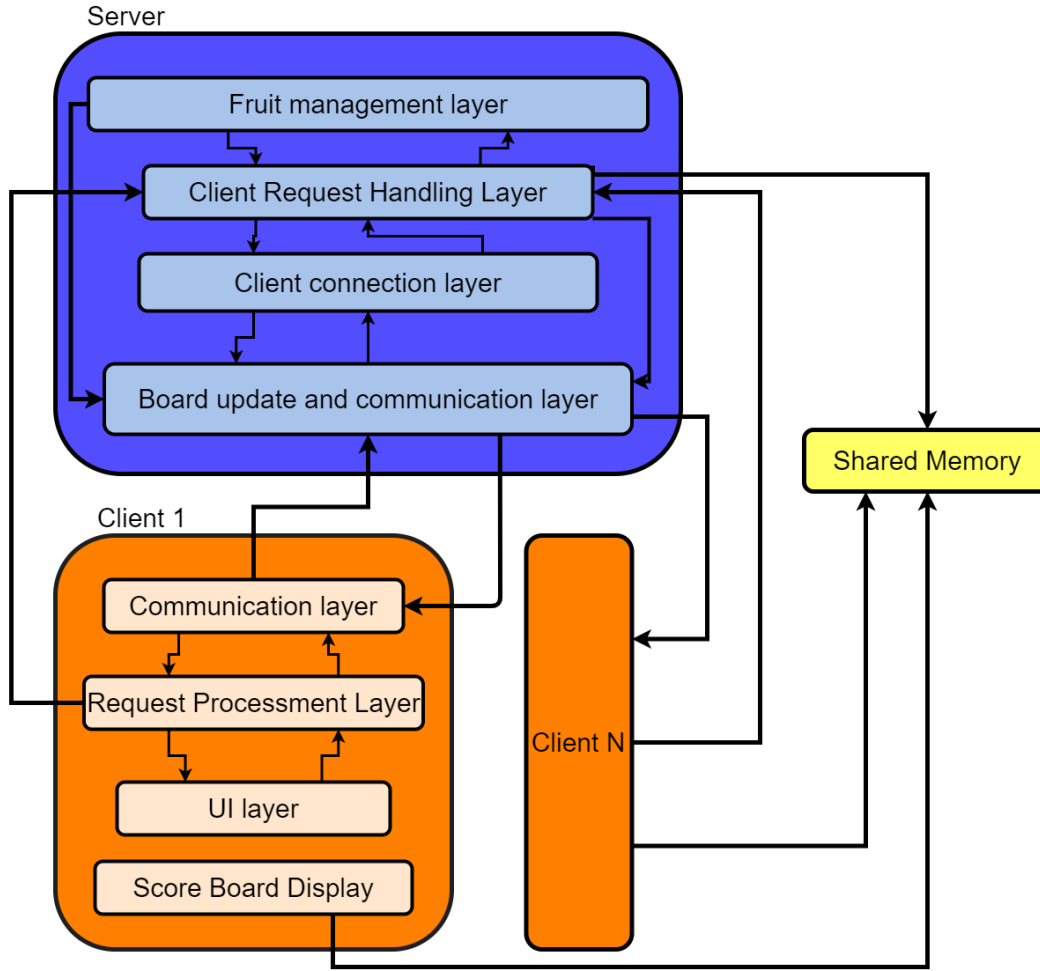 Server
Fruit management layer
Client Request Handling Layer
Client connection layer
Board update and communication layer
Shared Memory
Client 1
Communication layer
Request Processment Layer
Client N
UI layer
Score Board Display